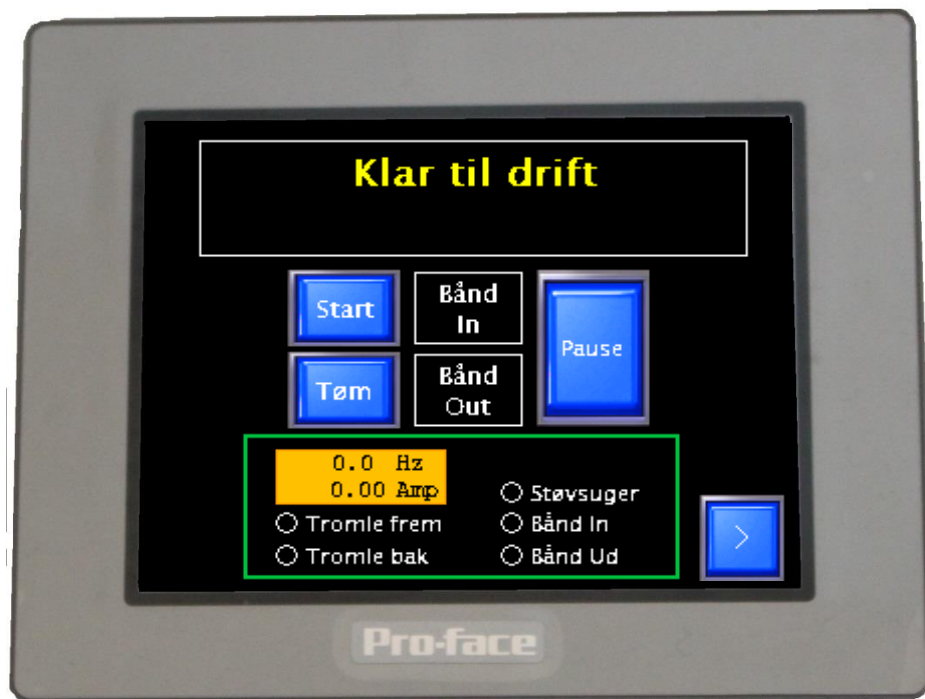 Klar til drift
Start
Bånd
In
Pause
Tøm
Bånd
Out
0.0 Hz
0.00 Amp
Støvsuger
Tromle frem
Bånd In
Tromle bak
Bånd Ud
>
Pro-face